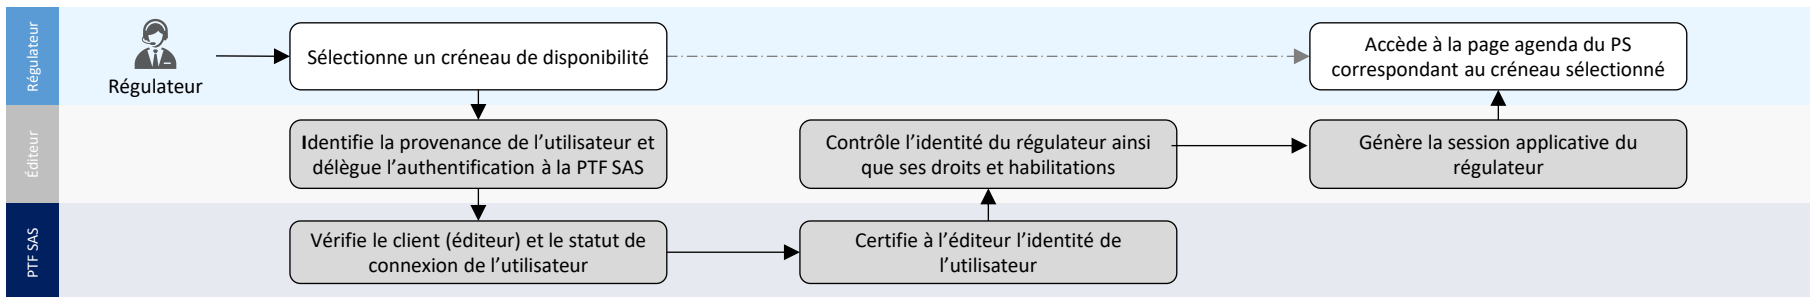 Régulateur
Régulateur
Sélectionne un créneau de disponibilité
Accède à la page agenda du PS
correspondant au créneau sélectionné
Éditeur
Identifie la provenance de l’utilisateur et
délègue l’authentification à la PTF SAS
Contrôle l’identité du régulateur ainsi
que ses droits et habilitations
Génère la session applicative du
régulateur
PTF SAS
Vérifie le client (éditeur) et le statut de
connexion de l’utilisateur
Certifie à l’éditeur l’identité de
l’utilisateur